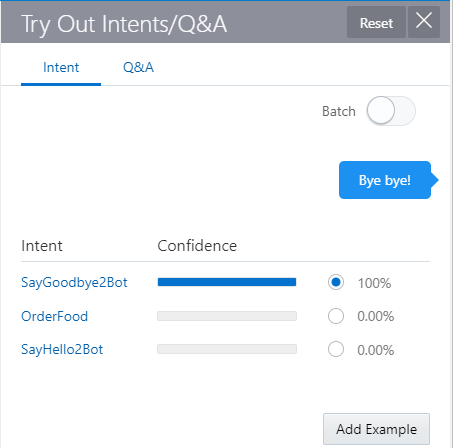 Try Out Intents/Q&A Reset
Intent Q&A
Batch
Bye bye!
Intent Confidence
SayGoodbye2Bot 100%
OrderFood 0.00%
SayHello2Bot 0.00%
Add Example